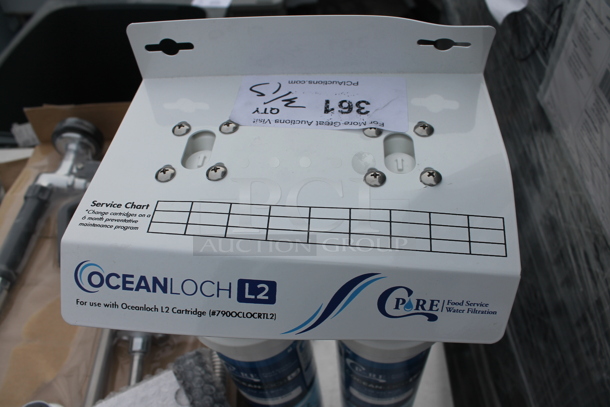 PCIAuctions.com
3/15
QTY
361
For More Great Auctions Visit
Service Chart
*Change cartridges on a
6 month preventative
maintenance program
PCI
AUCTION GROUP
OCEANLOCH L2
For use with Oceanloch L2 Cartridge (#790OCLOCRTL2)
C PURE Food Service
Water Filtration